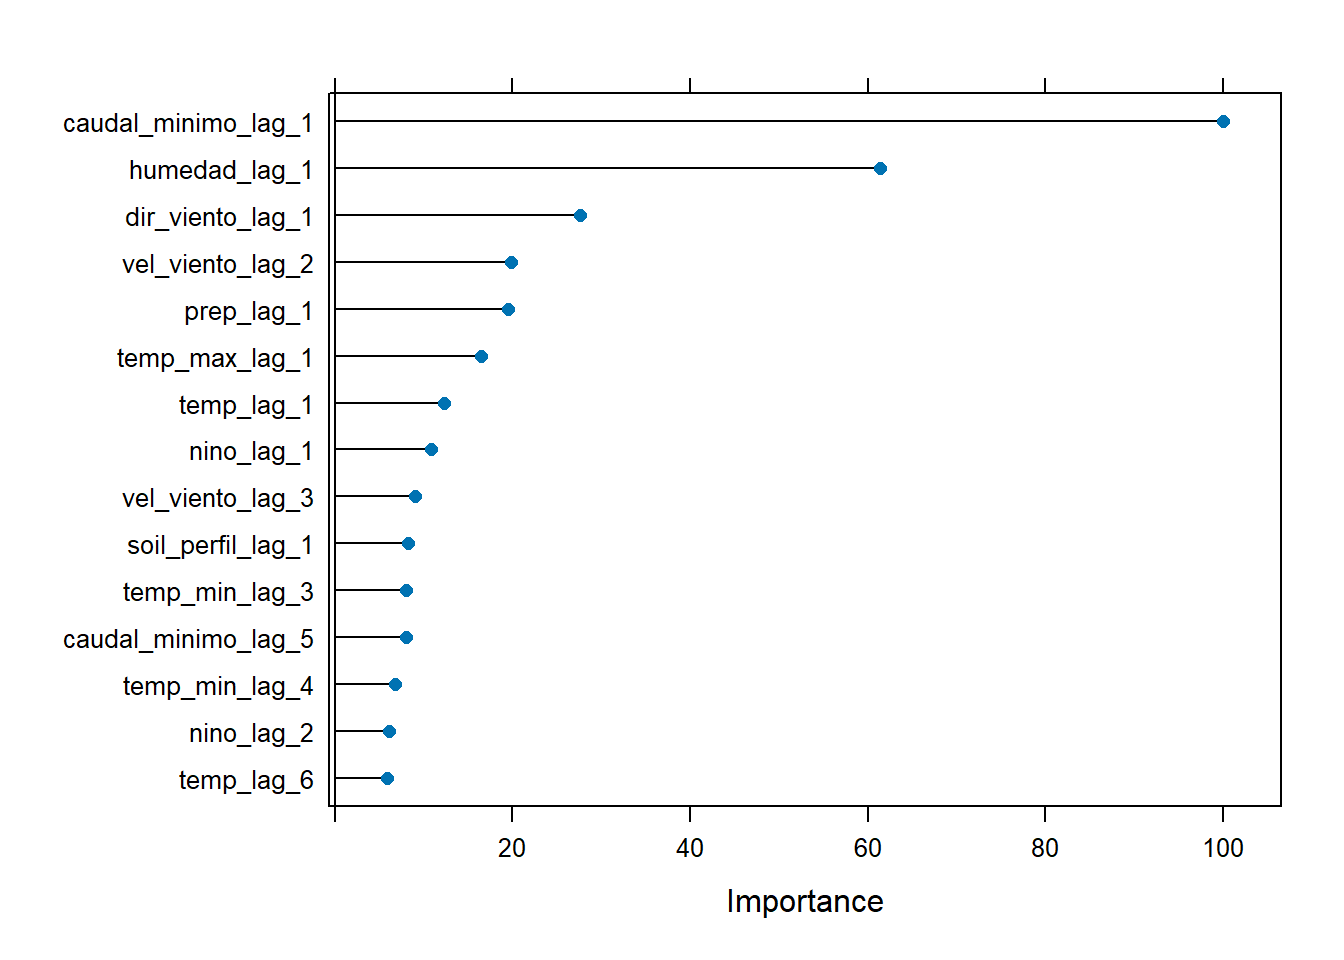 caudal_minimo_lag_1
humedad_lag_1
dir_viento_lag_1
vel_viento_lag_2
prep_lag_1
temp_max_lag_1
temp_lag_1
nino_lag_1
vel_viento_lag_3
soil_perfil_lag_1
temp_min_lag_3
caudal_minimo_lag_5
temp_min_lag_4
nino_lag_2
temp_lag_6
20 40 60 80 100
Importance